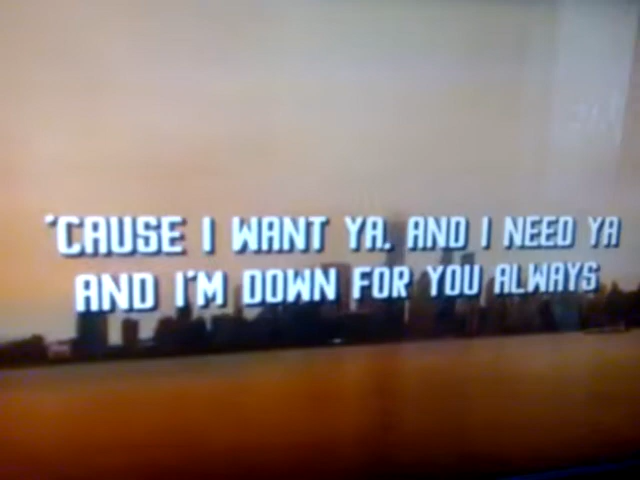 'CAUSE I WANT YA, AND I NEED YA
AND I'M DOWN FOR YOU ALWAYS